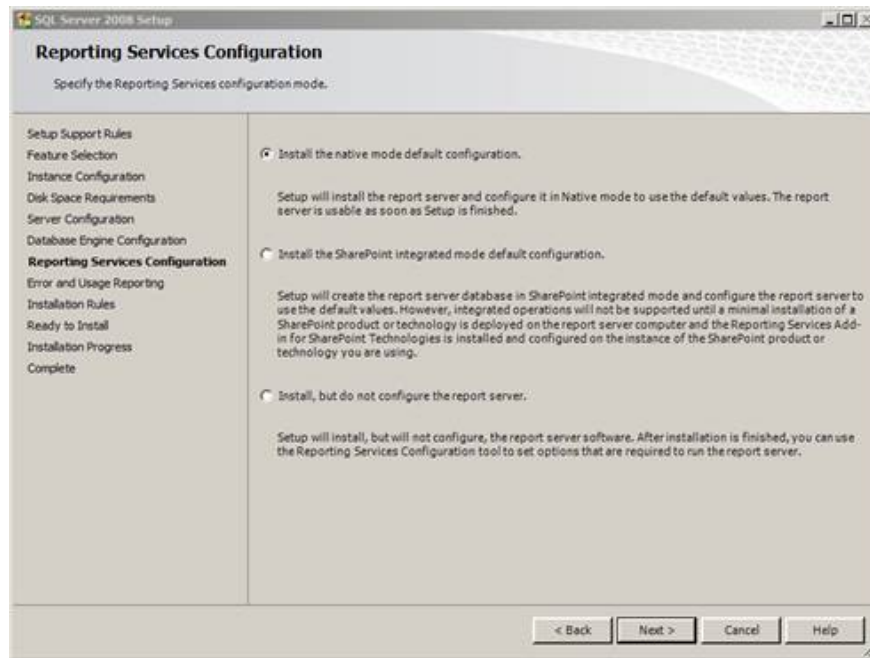 SQL Server 2008 Setup
Reporting Services Configuration
Specify the Reporting Services configuration mode.
Setup Support Rules
Feature Selection
Instance Configuration
Disk Space Requirements
Server Configuration
Database Engine Configuration
Reporting Services Configuration
Error and Usage Reporting
Installation Rules
Ready to Install
Installation Progress
Complete
Install the native mode default configuration.
Setup will install the report server and configure it in Native mode to use the default values. The report
server is usable as soon as Setup is finished.
Install the SharePoint integrated mode default configuration.
Setup will create the report server database in SharePoint integrated mode and configure the report server to
use the default values. However, integrated operations will not be supported until a minimal installation of a
SharePoint product or technology is deployed on the report server computer and the Reporting Services Add-
in for SharePoint Technologies is installed and configured on the instance of the SharePoint product or
technology you are using.
Install, but do not configure the report server.
Setup will install, but will not configure, the report server software. After installation is finished, you can use
the Reporting Services Configuration tool to set options that are required to run the report server.
< Back
Next >
Cancel
Help